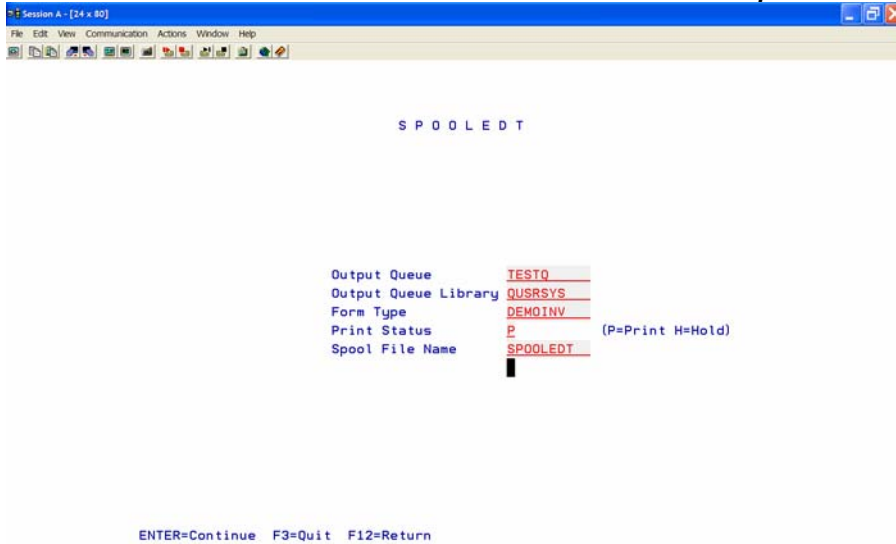 Session A - [24 x 80]
File Edit View Communication Actions Window Help
S P O O L E D T
Output Queue TESTQ
Output Queue Library QUSRSYS
Form Type DEMOINV
Print Status P (P=Print H=Hold)
Spool File Name SPOOLEDT
ENTER=Continue F3=Quit F12=Return